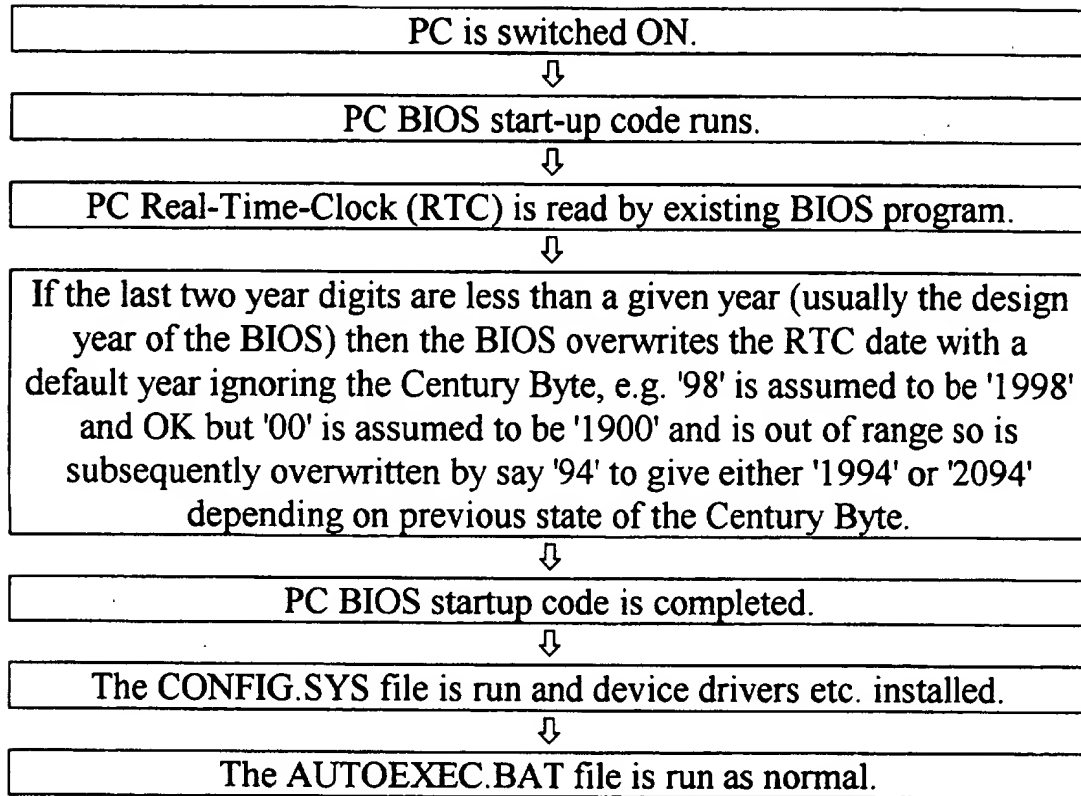 PC is switched ON.
⇩
PC BIOS start-up code runs.
⇩
PC Real-Time-Clock (RTC) is read by existing BIOS program.
⇩
If the last two year digits are less than a given year (usually the design
year of the BIOS) then the BIOS overwrites the RTC date with a
default year ignoring the Century Byte, e.g. '98' is assumed to be '1998'
and OK but '00' is assumed to be '1900' and is out of range so is
subsequently overwritten by say '94' to give either '1994' or '2094'
depending on previous state of the Century Byte.
⇩
PC BIOS startup code is completed.
⇩
The CONFIG.SYS file is run and device drivers etc. installed.
⇩
The AUTOEXEC.BAT file is run as normal.